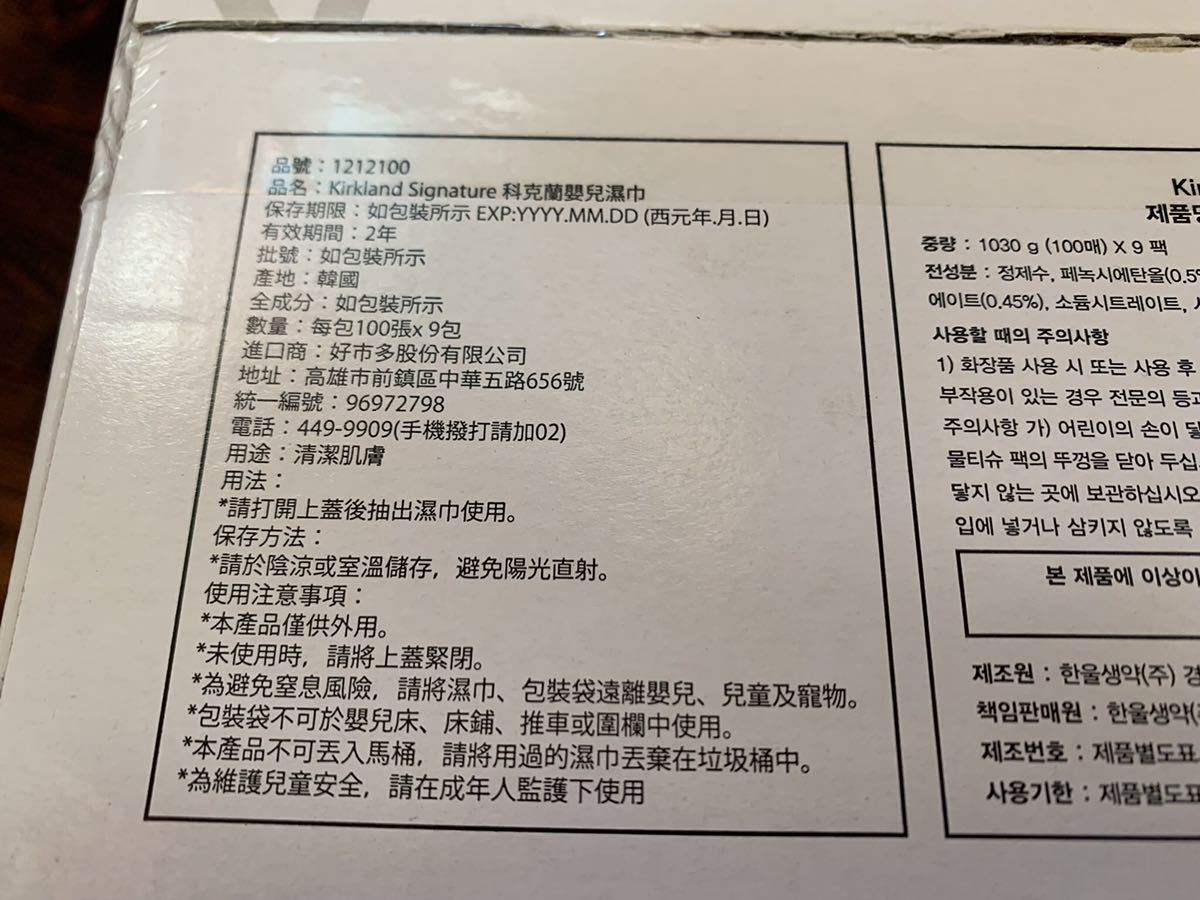 品號：1212100
品名：Kirkland Signature 科克蘭嬰兒濕巾
保存期限：如包裝所示 EXP:YYYY.MM.DD (西元年.月.日)
有效期間：2年
批號：如包裝所示
產地：韓國
全成分：如包裝所示
數量：每包100張x 9包
進口商：好市多股份有限公司
地址：高雄市前鎮區中華五路656號
統一編號：96972798
電話：449-9909(手機撥打請加02)
用途：清潔肌膚
用法：
*請打開上蓋後抽出濕巾使用。
保存方法：
*請於陰涼或室溫儲存，避免陽光直射。
使用注意事項：
*本產品僅供外用。
*未使用時，請將上蓋緊閉。
*為避免窒息風險，請將濕巾、包裝袋遠離嬰兒、兒童及寵物。
*包裝袋不可於嬰兒床、床鋪、推車或圍欄中使用。
*本產品不可丟入馬桶，請將用過的濕巾丟棄在垃圾桶中。
*為維護兒童安全，請在成年人監護下使用
Ki
제품명
중량 : 1030 g (100매) X 9 팩
전성분 : 정제수, 페녹시에탄올(0.5%
에이트(0.45%), 소듐시트레이트,
사용할 때의 주의사항
1) 화장품 사용 시 또는 사용 후
부작용이 있는 경우 전문의 등과
주의사항 가) 어린이의 손이 닿
물티슈 팩의 뚜껑을 닫아 두십시
닿지 않는 곳에 보관하십시오
입에 넣거나 삼키지 않도록
본 제품에 이상이
제조원 : 한울생약(주) 경
책임판매원 : 한울생약(주
제조번호 : 제품별도표
사용기한 : 제품별도표